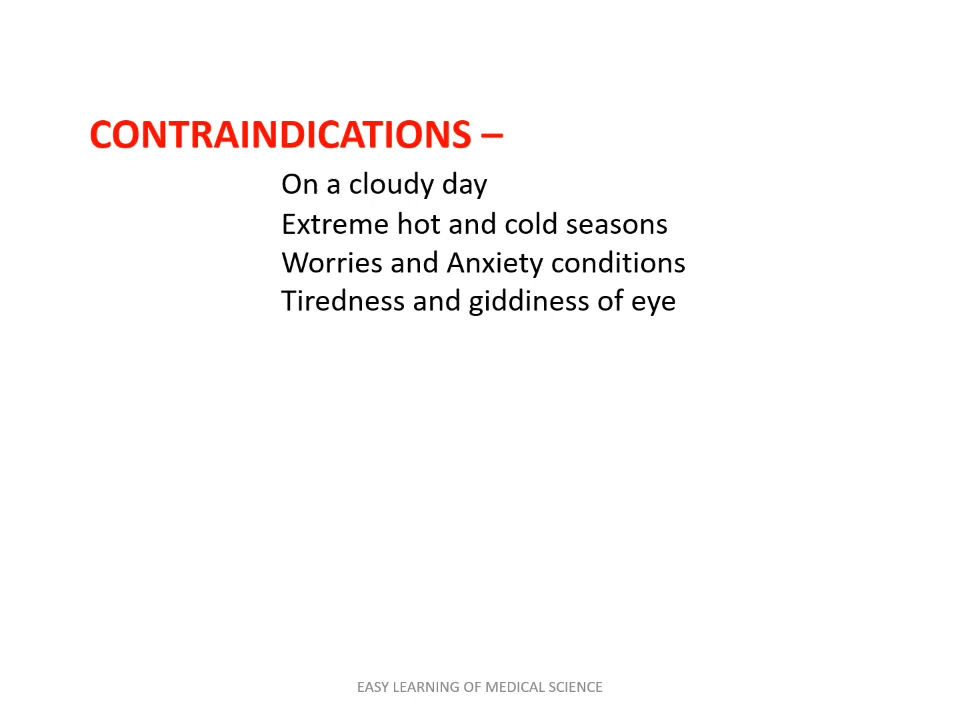 CONTRAINDICATIONS –
On a cloudy day
Extreme hot and cold seasons
Worries and Anxiety conditions
Tiredness and giddiness of eye
EASY LEARNING OF MEDICAL SCIENCE